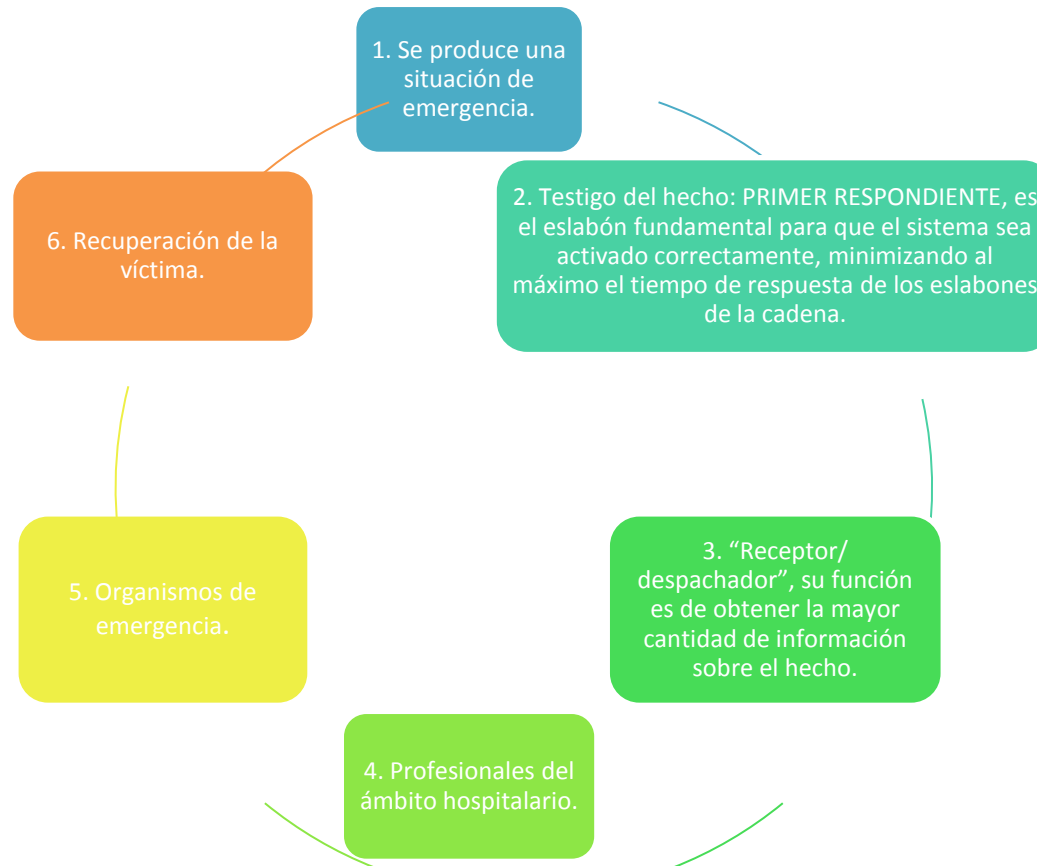 1. Se produce una
situación de
emergencia.
2. Testigo del hecho: PRIMER RESPONDIENTE, es
el eslabón fundamental para que el sistema sea
activado correctamente, minimizando al
máximo el tiempo de respuesta de los eslabones
de la cadena.
3. “Receptor/
despachador”, su función
es de obtener la mayor
cantidad de información
sobre el hecho.
4. Profesionales del
ámbito hospitalario.
5. Organismos de
emergencia.
6. Recuperación de la
víctima.